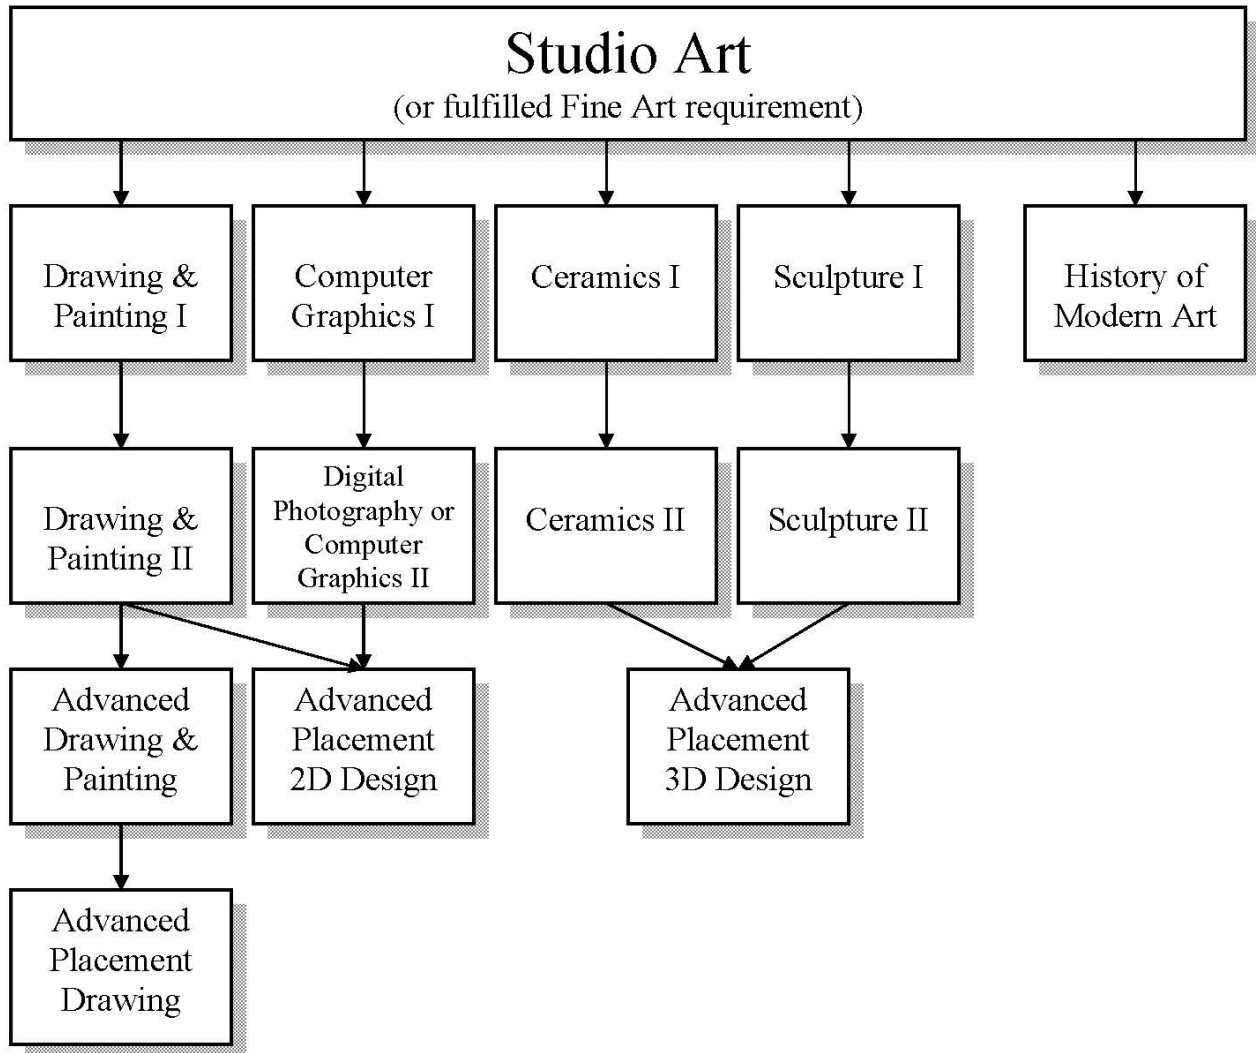 Studio Art
(or fulfilled Fine Art requirement)
Drawing &
Painting I
Computer
Graphics I
Ceramics I
Sculpture I
History of
Modern Art
Drawing &
Painting II
Digital
Photography or
Computer
Graphics II
Ceramics II
Sculpture II
Advanced
Drawing &
Painting
Advanced
Placement
2D Design
Advanced
Placement
3D Design
Advanced
Placement
Drawing